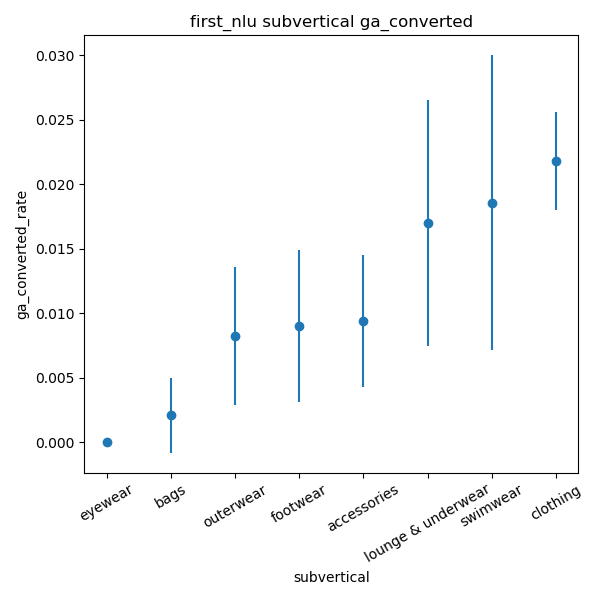 first_nlu subvertical ga_converted
0.030
0.025
0.020
0.015
0.010
0.005
0.000
ga_converted_rate
eyewear
bags
outerwear
footwear
accessories
lounge & underwear
swimwear
clothing
subvertical